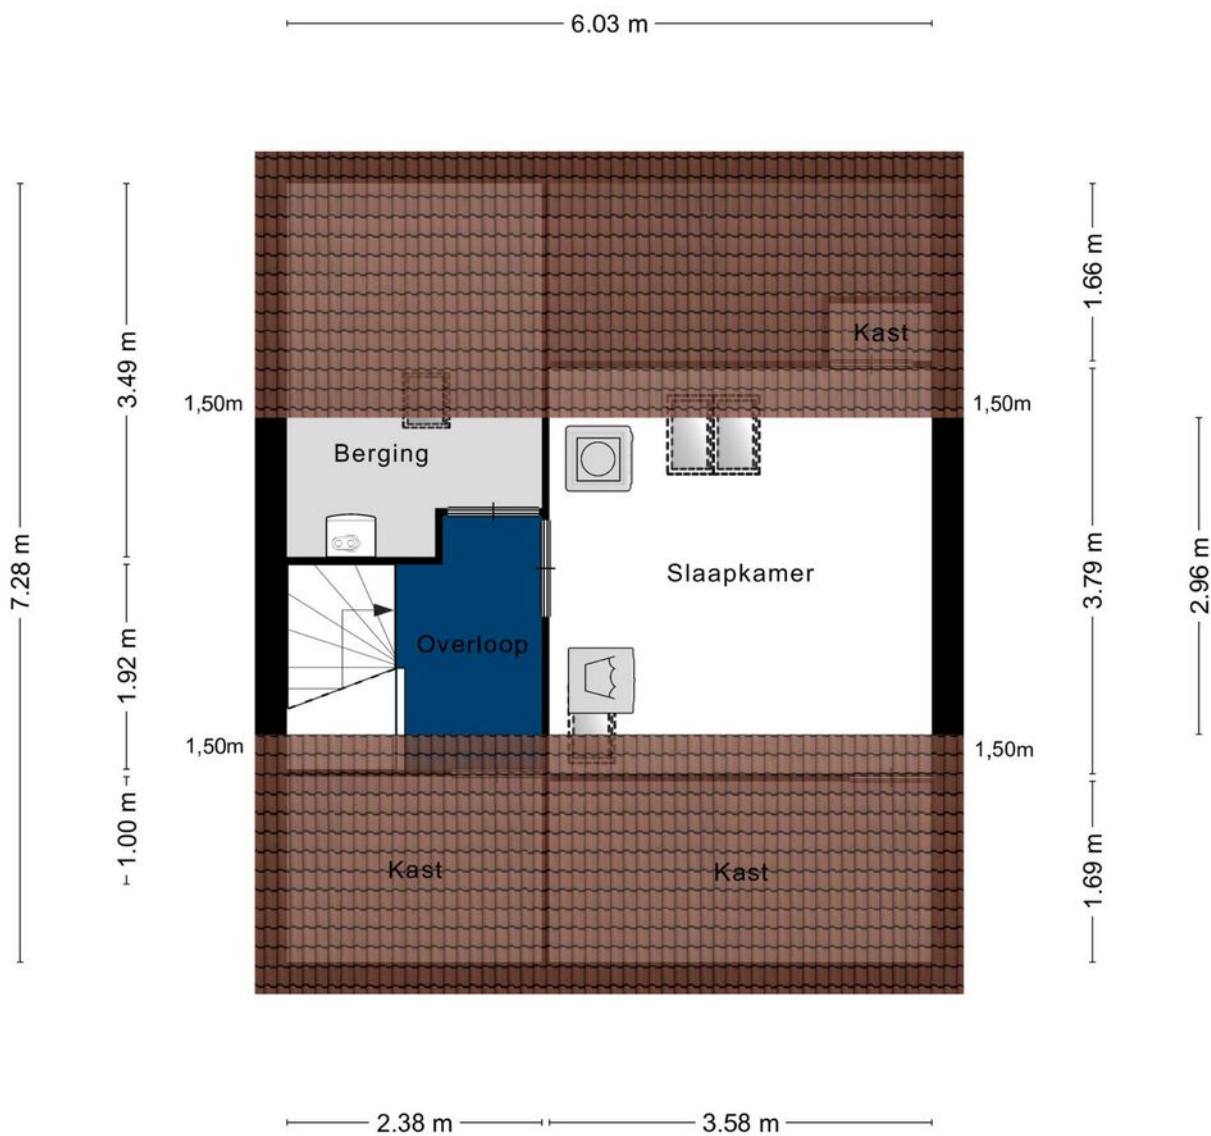 6.03 m
7.28 m
3.49 m
1.92 m
1.00 m
1.66 m
3.79 m
1.69 m
2.96 m
Kast
1,50m
1,50m
Berging
Slaapkamer
Overloop
1,50m
1,50m
Kast
Kast
2.38 m
3.58 m